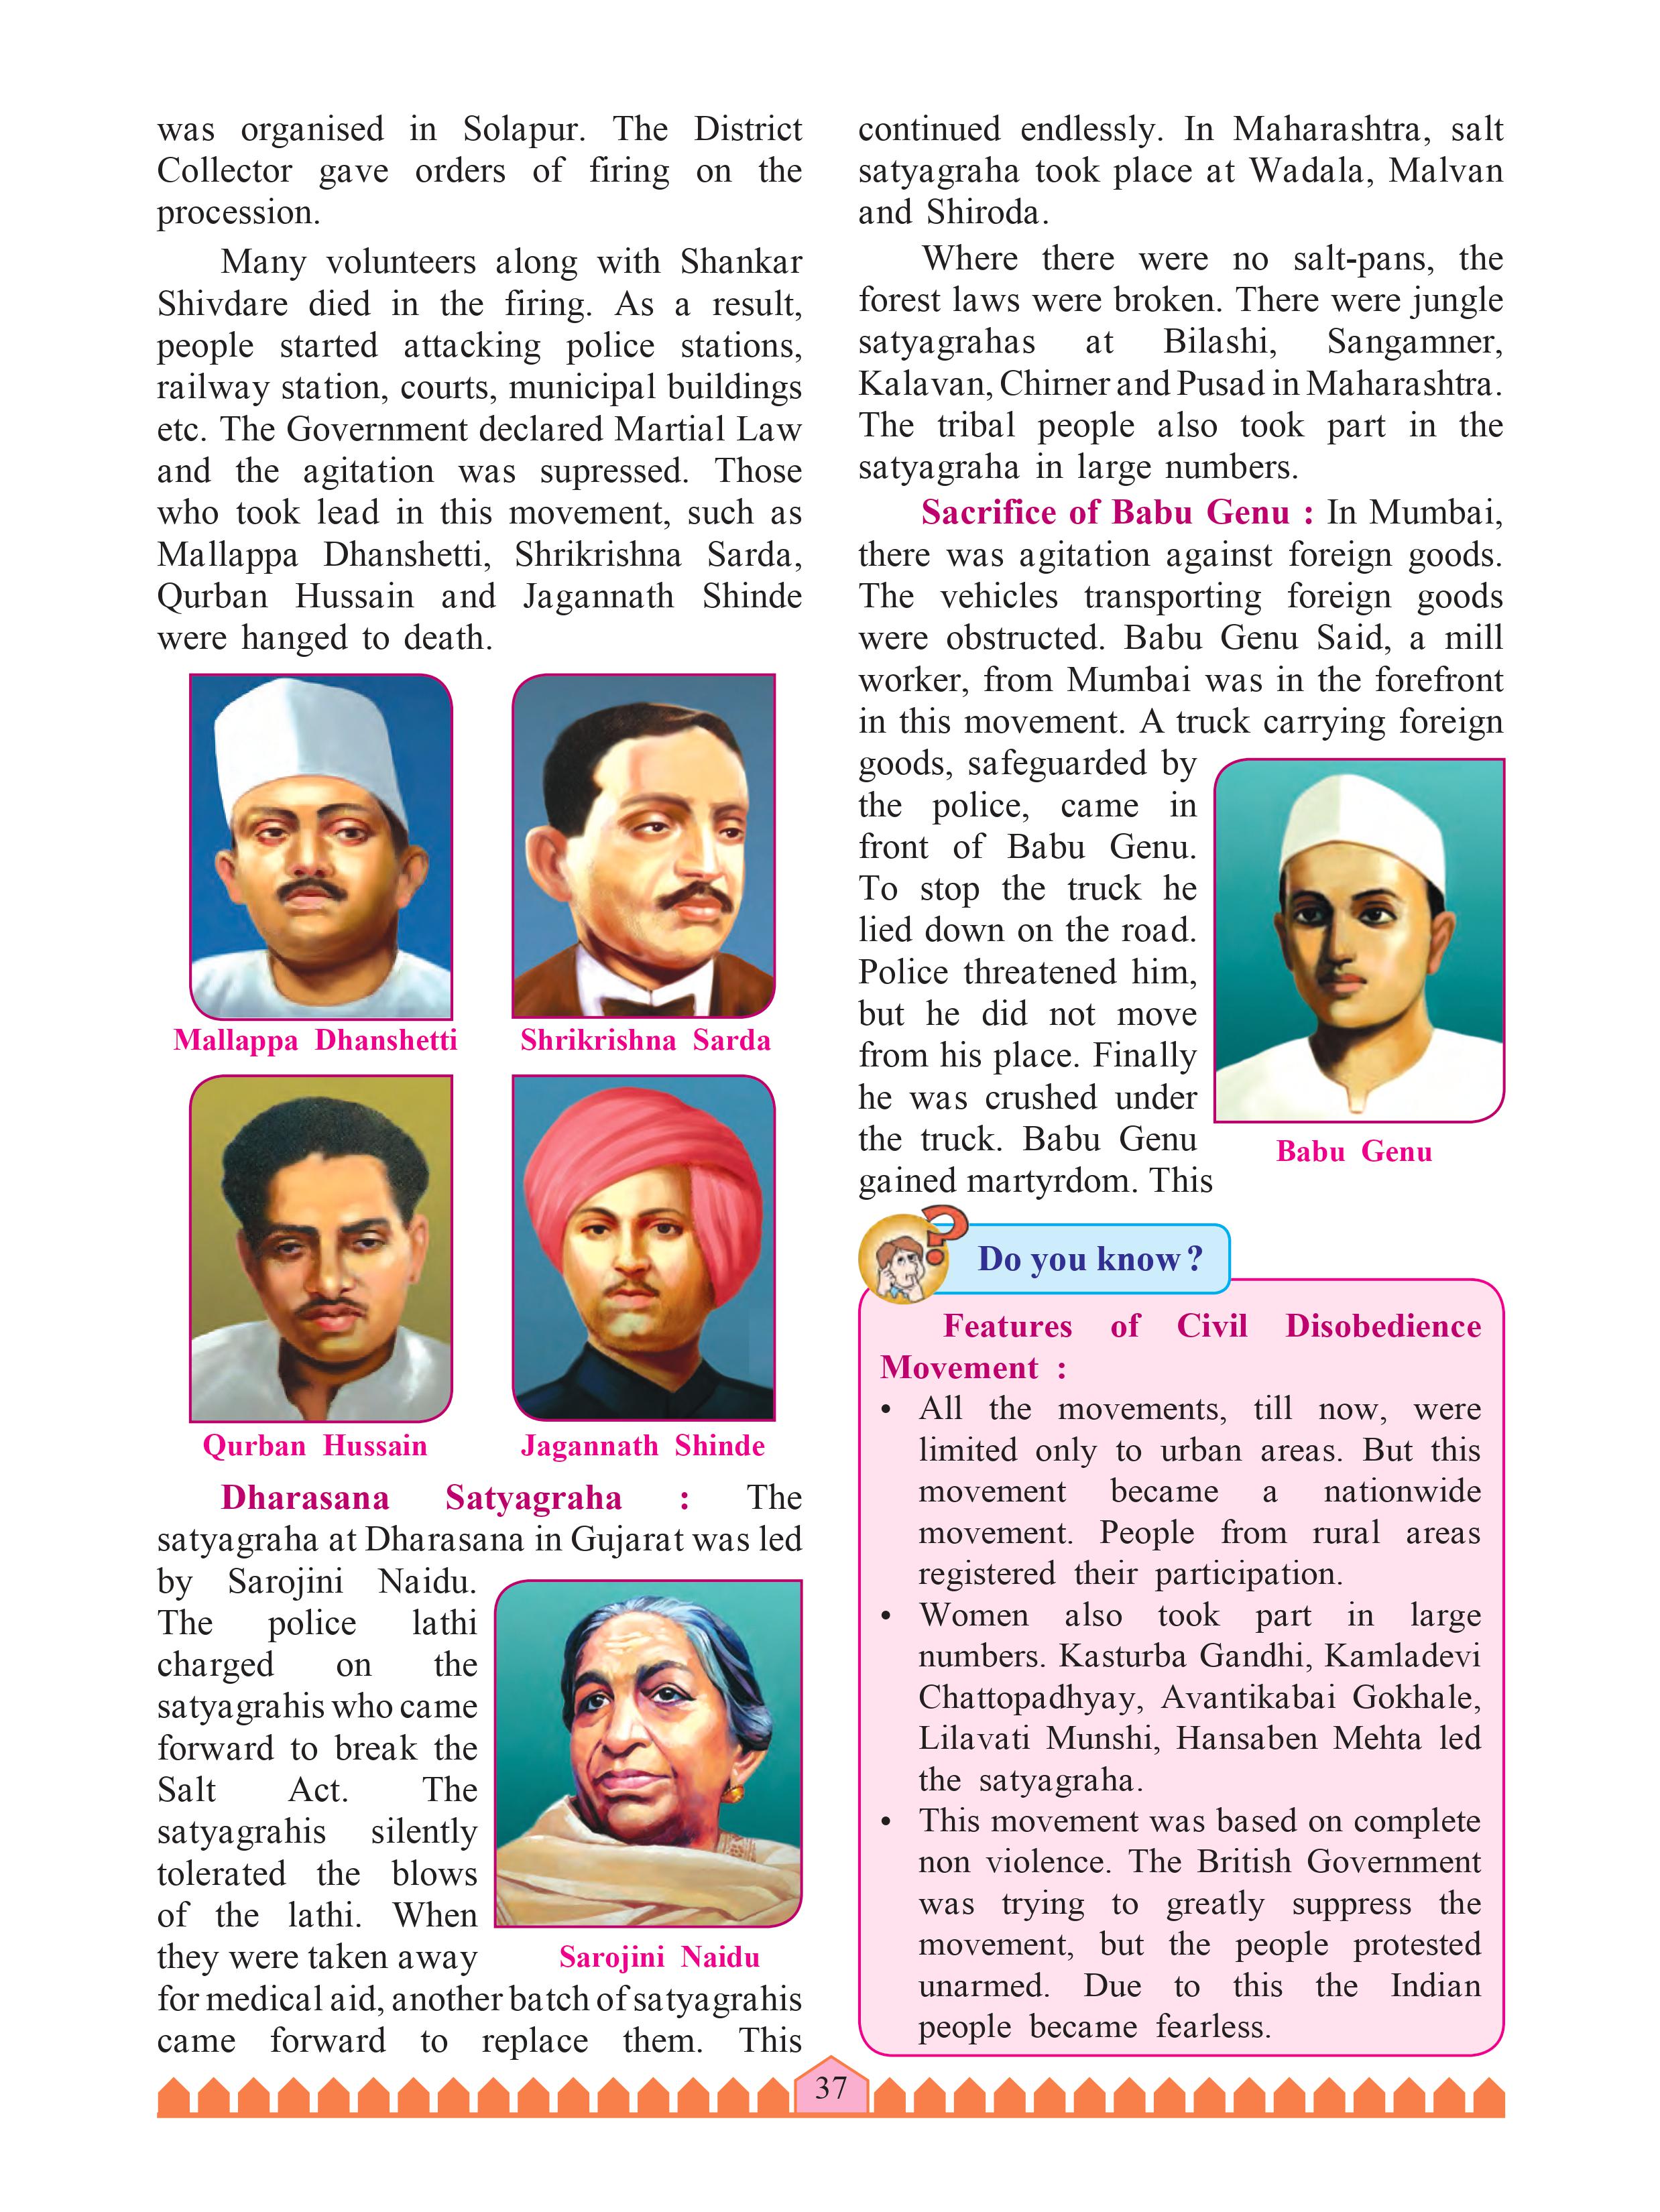 was organised in Solapur. The District
Collector gave orders of firing on the
procession.
Many volunteers along with Shankar
Shivdare died in the firing. As a result,
people started attacking police stations,
railway station, courts, municipal buildings
etc. The Government declared Martial Law
and the agitation was supressed. Those
who took lead in this movement, such as
Mallappa Dhanshetti, Shrikrishna Sarda,
Qurban Hussain and Jagannath Shinde
were hanged to death.
Mallappa Dhanshetti
Shrikrishna Sarda
Qurban Hussain
Jagannath Shinde
Dharasana Satyagraha : The
satyagraha at Dharasana in Gujarat was led
by Sarojini Naidu.
The police lathi
charged on the
satyagrahis who came
forward to break the
Salt Act. The
satyagrahis silently
tolerated the blows
of the lathi. When
they were taken away
Sarojini Naidu
for medical aid, another batch of satyagrahis
came forward to replace them. This
continued endlessly. In Maharashtra, salt
satyagraha took place at Wadala, Malvan
and Shiroda.
Where there were no salt-pans, the
forest laws were broken. There were jungle
satyagrahas at Bilashi, Sangamner,
Kalavan, Chirner and Pusad in Maharashtra.
The tribal people also took part in the
satyagraha in large numbers.
Sacrifice of Babu Genu : In Mumbai,
there was agitation against foreign goods.
The vehicles transporting foreign goods
were obstructed. Babu Genu Said, a mill
worker, from Mumbai was in the forefront
in this movement. A truck carrying foreign
goods, safeguarded by
the police, came in
front of Babu Genu.
To stop the truck he
lied down on the road.
Police threatened him,
but he did not move
from his place. Finally
he was crushed under
the truck. Babu Genu
gained martyrdom. This
Babu Genu
?
Do you know ?
Features of Civil Disobedience
Movement :
• All the movements, till now, were
limited only to urban areas. But this
movement became a nationwide
movement. People from rural areas
registered their participation.
• Women also took part in large
numbers. Kasturba Gandhi, Kamladevi
Chattopadhyay, Avantikabai Gokhale,
Lilavati Munshi, Hansaben Mehta led
the satyagraha.
• This movement was based on complete
non violence. The British Government
was trying to greatly suppress the
movement, but the people protested
unarmed. Due to this the Indian
people became fearless.
37